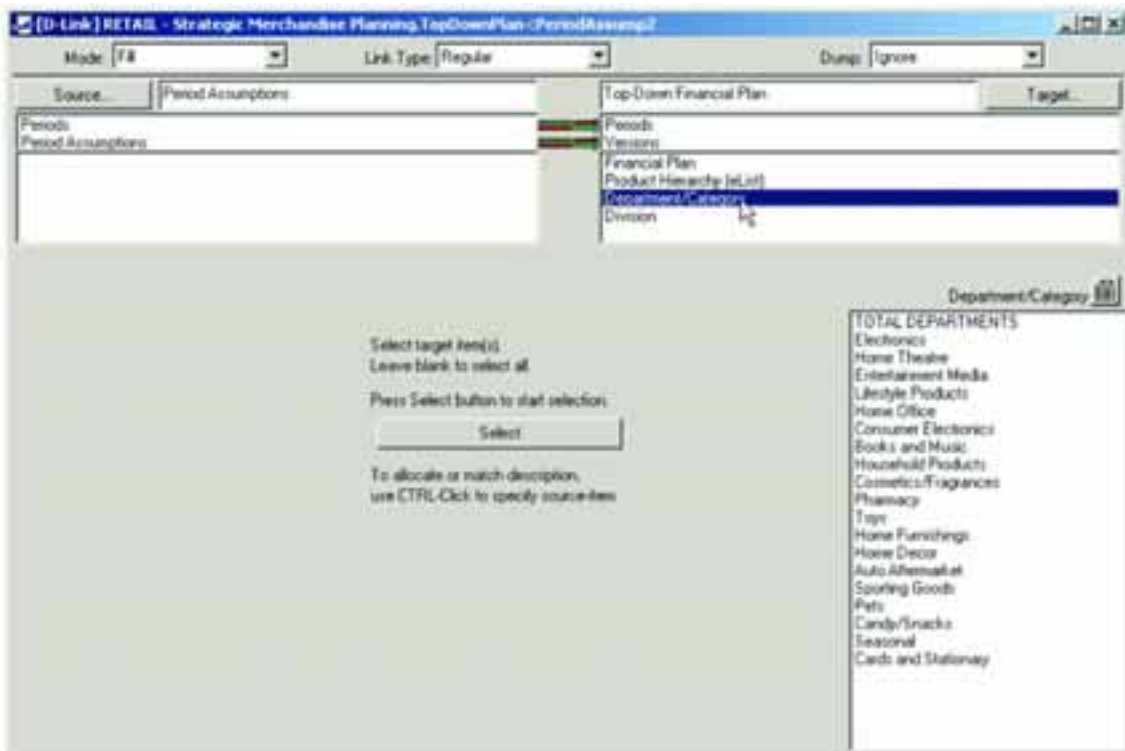 [D-Link] RETAIL - Strategic Merchandise Planning.TopDownPlan<PeriodAssump2
Mode: Fill Link Type: Regular Dump: Ignore
Source... Period Assumptions Top-Down Financial Plan Target...
Periods Periods
Period Assumptions Versions
Financial Plan
Product Hierarchy (eList)
Department/Category
Division
Department/Category
Select target item(s).
Leave blank to select all.
Press Select button to start selection.
Select
To allocate or match description,
use CTRL-Click to specify source-item
TOTAL DEPARTMENTS
Electronics
Home Theatre
Entertainment Media
Lifestyle Products
Home Office
Consumer Electronics
Books and Music
Household Products
Cosmetics/Fragrances
Pharmacy
Toys
Home Furnishings
Home Decor
Auto Aftermarket
Sporting Goods
Pets
Candy/Snacks
Seasonal
Cards and Stationary